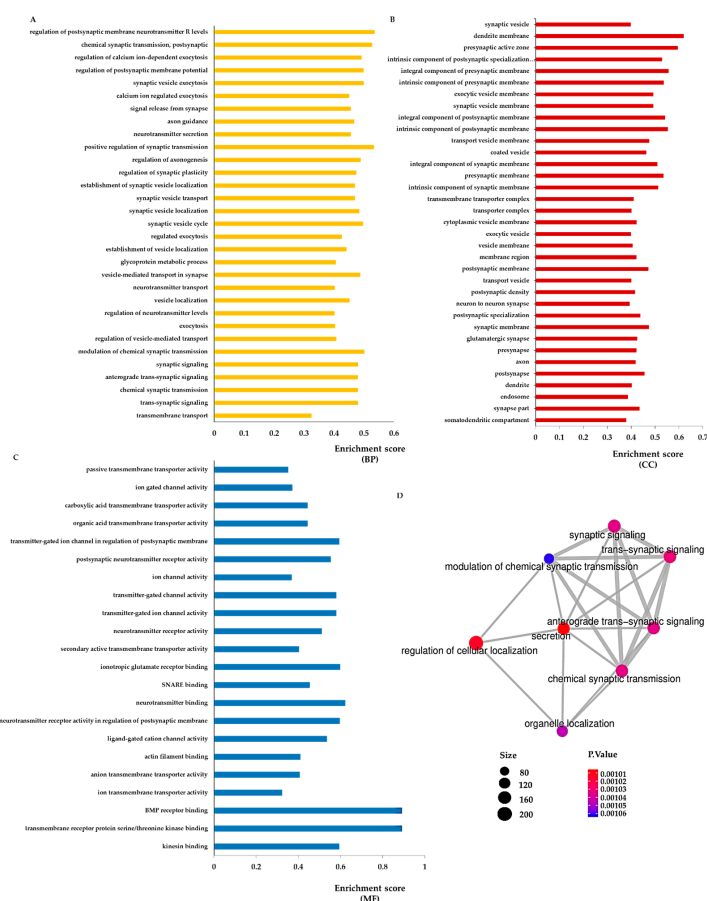 A
regulation of postsynaptic membrane neurotransmitter R levels
chemical synaptic transmission, postsynaptic
regulation of calcium ion-dependent exocytosis
regulation of postsynaptic membrane potential
synaptic vesicle exocytosis
calcium ion regulated exocytosis
signal release from synapse
axon guidance
neurotransmitter secretion
positive regulation of synaptic transmission
regulation of axonogenesis
regulation of synaptic plasticity
establishment of synaptic vesicle localization
synaptic vesicle transport
synaptic vesicle localization
synaptic vesicle cycle
regulated exocytosis
establishment of vesicle localization
glycoprotein metabolic process
vesicle-mediated transport in synapse
neurotransmitter transport
vesicle localization
regulation of neurotransmitter levels
exocytosis
regulation of vesicle-mediated transport
modulation of chemical synaptic transmission
synaptic signaling
anterograde trans-synaptic signaling
chemical synaptic transmission
trans-synaptic signaling
transmembrane transport
0 0.1 0.2 0.3 0.4 0.5 0.6
Enrichment score
(BP)
B
synaptic vesicle
dendrite membrane
presynaptic active zone
intrinsic component of postsynaptic specialization…
integral component of presynaptic membrane
intrinsic component of presynaptic membrane
exocytic vesicle membrane
synaptic vesicle membrane
integral component of postsynaptic membrane
intrinsic component of postsynaptic membrane
transport vesicle membrane
coated vesicle
integral component of synaptic membrane
presynaptic membrane
intrinsic component of synaptic membrane
transmembrane transporter complex
transporter complex
cytoplasmic vesicle membrane
exocytic vesicle
vesicle membrane
membrane region
postsynaptic membrane
transport vesicle
postsynaptic density
neuron to neuron synapse
postsynaptic specialization
synaptic membrane
glutamatergic synapse
presynapse
axon
postsynapse
dendrite
endosome
synapse part
somatodendritic compartment
0 0.1 0.2 0.3 0.4 0.5 0.6 0.7
Enrichment score
(CC)
C
passive transmembrane transporter activity
ion gated channel activity
carboxylic acid transmembrane transporter activity
organic acid transmembrane transporter activity
transmitter-gated ion channel in regulation of postsynaptic membrane
postsynaptic neurotransmitter receptor activity
ion channel activity
transmitter-gated channel activity
transmitter-gated ion channel activity
neurotransmitter receptor activity
secondary active transmembrane transporter activity
ionotropic glutamate receptor binding
SNARE binding
neurotransmitter binding
neurotransmitter receptor activity in regulation of postsynaptic membrane
ligand-gated cation channel activity
actin filament binding
anion transmembrane transporter activity
ion transmembrane transporter activity
BMP receptor binding
transmembrane receptor protein serine/threonine kinase binding
kinesin binding
0 0.2 0.4 0.6 0.8 1
Enrichment score
(MF)
D
synaptic signaling
trans−synaptic signaling
modulation of chemical synaptic transmission
anterograde trans−synaptic signaling
secretion
regulation of cellular localization
chemical synaptic transmission
organelle localization
Size
80
120
160
200
P.Value
0.00101
0.00102
0.00103
0.00104
0.00105
0.00106